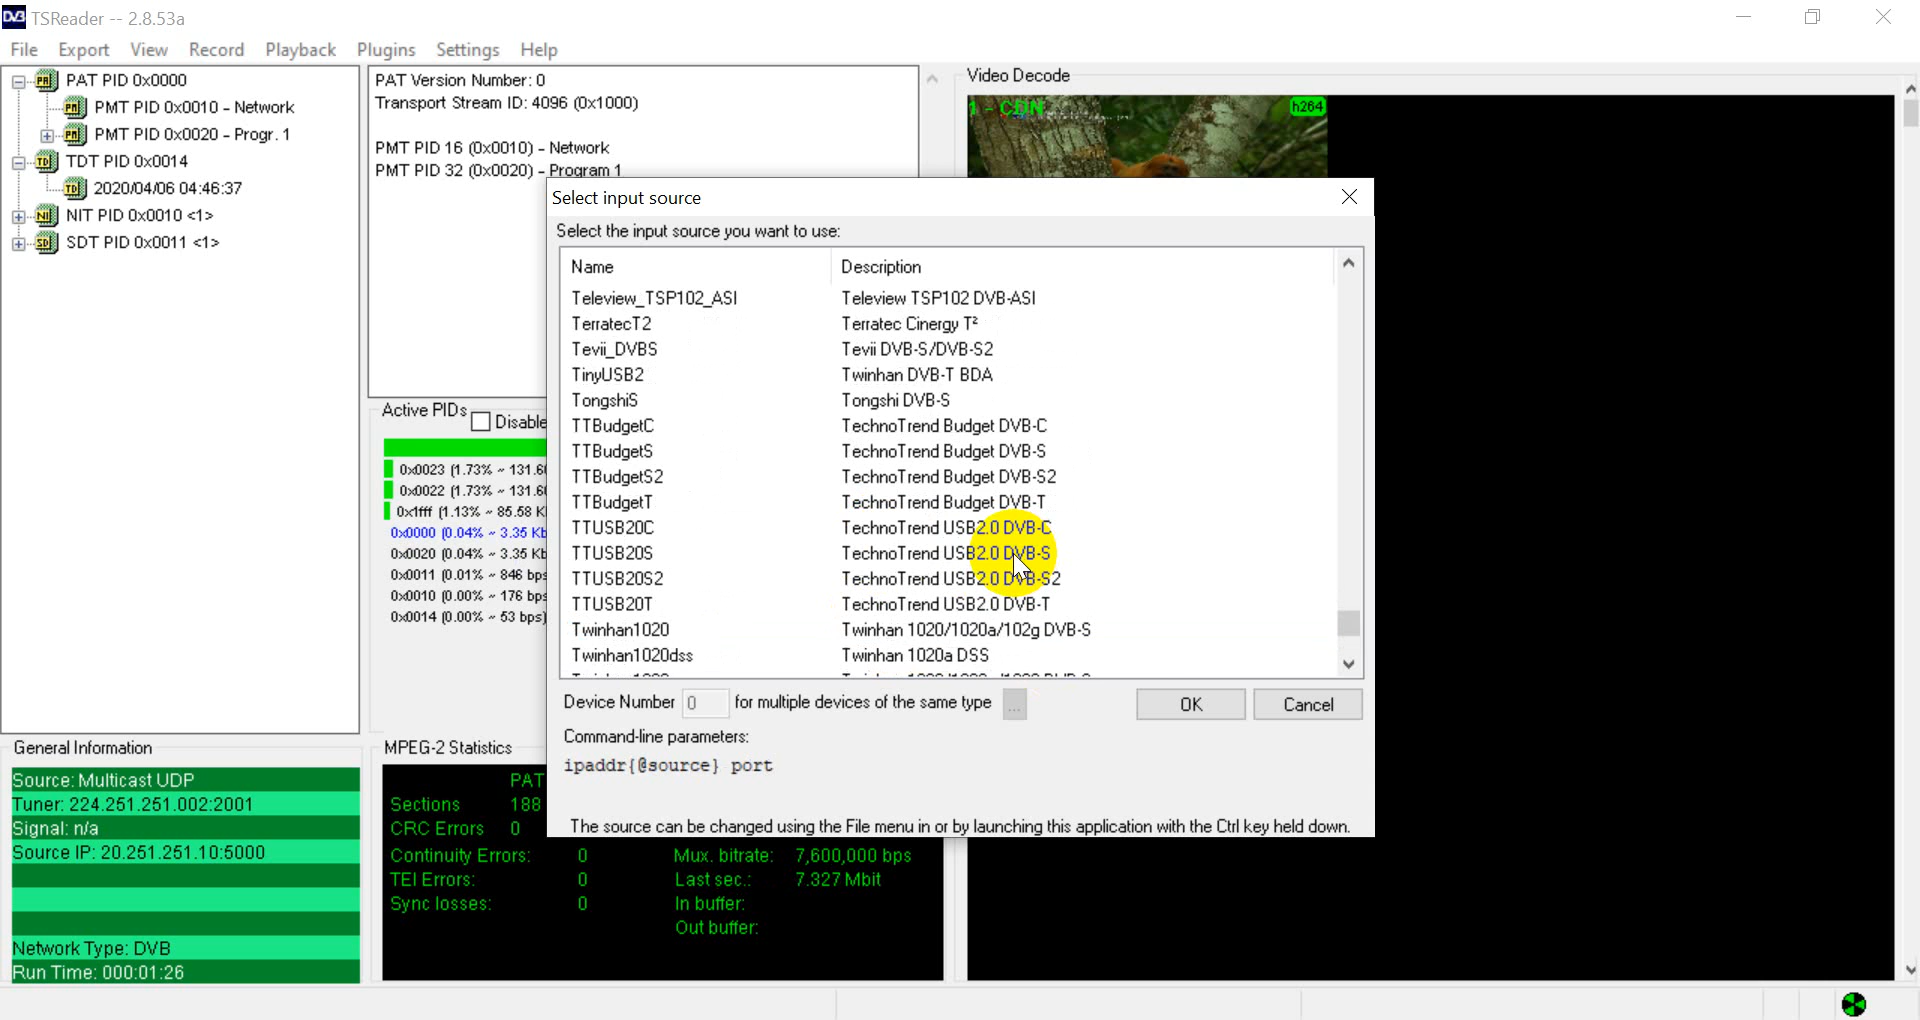 TSReader -- 2.8.53a
File Export View Record Playback Plugins Settings Help
PAT PID 0x0000
PMT PID 0x0010 - Network
PMT PID 0x0020 - Progr. 1
TDT PID 0x0014
2020/04/06 04:46:37
NIT PID 0x0010 <1>
SDT PID 0x0011 <1>
PAT Version Number: 0
Transport Stream ID: 4096 (0x1000)
PMT PID 16 (0x0010) - Network
PMT PID 32 (0x0020) - Program 1
Video Decode
1 - CDN
h264
Active PIDs
Disable
0x0023 (1.73% ~ 131.6
0x0022 (1.73% ~ 131.6
0x1fff (1.13% ~ 85.58 K
0x0000 (0.04% ~ 3.35 Kb
0x0020 (0.04% ~ 3.35 Kb
0x0011 (0.01% ~ 846 bps
0x0010 (0.00% ~ 176 bps
0x0014 (0.00% ~ 53 bps)
Select input source
Select the input source you want to use:
Name Description
Teleview_TSP102_ASI Teleview TSP102 DVB-ASI
TerratecT2 Terratec Cinergy T²
Tevii_DVBS Tevii DVB-S/DVB-S2
TinyUSB2 Twinhan DVB-T BDA
TongshiS Tongshi DVB-S
TTBudgetC TechnoTrend Budget DVB-C
TTBudgetS TechnoTrend Budget DVB-S
TTBudgetS2 TechnoTrend Budget DVB-S2
TTBudgetT TechnoTrend Budget DVB-T
TTUSB20C TechnoTrend USB2.0 DVB-C
TTUSB20S TechnoTrend USB2.0 DVB-S
TTUSB20S2 TechnoTrend USB2.0 DVB-S2
TTUSB20T TechnoTrend USB2.0 DVB-T
Twinhan1020 Twinhan 1020/1020a/102g DVB-S
Twinhan1020dss Twinhan 1020a DSS
Device Number 0 for multiple devices of the same type ... OK Cancel
Command-line parameters:
ipaddr{@source} port
The source can be changed using the File menu in or by launching this application with the Ctrl key held down.
General Information
Source: Multicast UDP
Tuner: 224.251.251.002:2001
Signal: n/a
Source IP: 20.251.251.10:5000
Network Type: DVB
Run Time: 000:01:26
MPEG-2 Statistics
PAT
Sections 188
CRC Errors 0
Continuity Errors: 0 Mux. bitrate: 7,600,000 bps
TEI Errors: 0 Last sec.: 7.327 Mbit
Sync losses: 0 In buffer:
Out buffer: